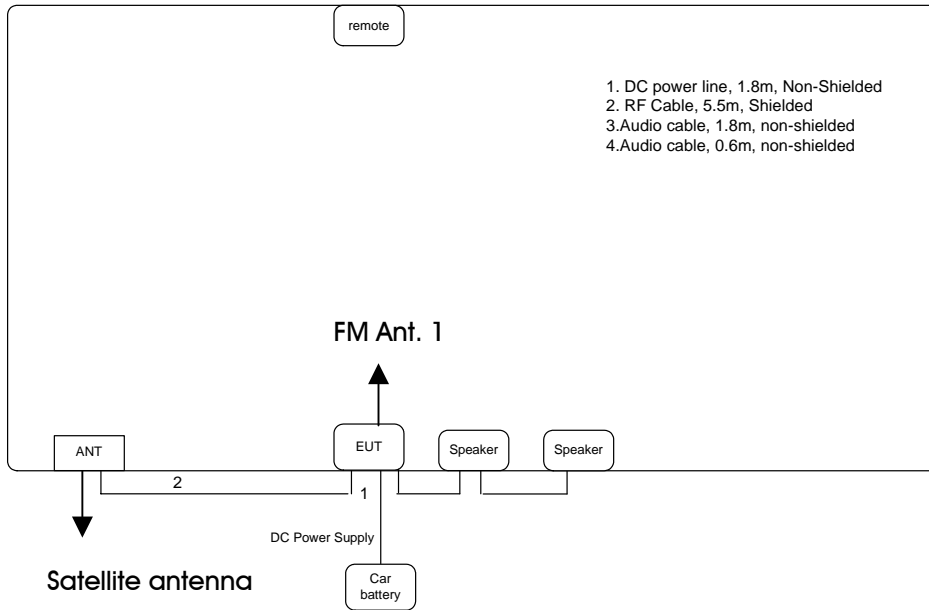 remote
1. DC power line, 1.8m, Non-Shielded
2. RF Cable, 5.5m, Shielded
3.Audio cable, 1.8m, non-shielded
4.Audio cable, 0.6m, non-shielded
FM Ant. 1
ANT
EUT
Speaker
Speaker
2
1
DC Power Supply
Satellite antenna
Car
battery